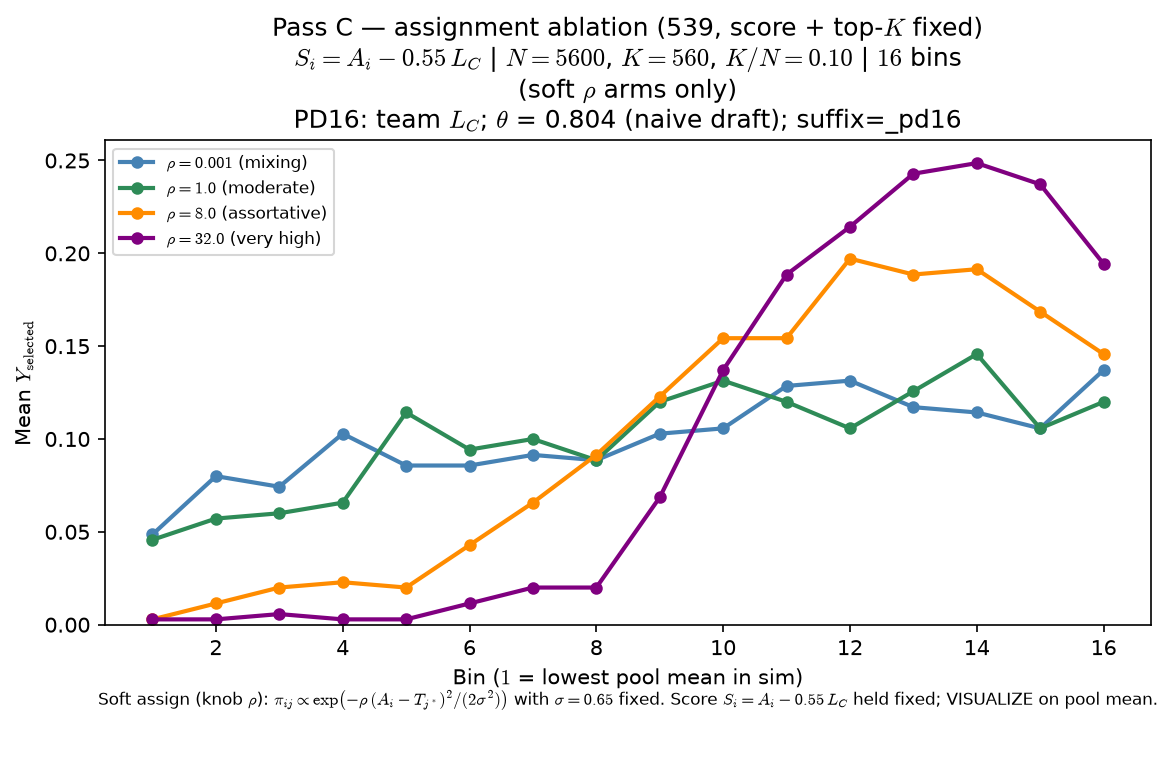 Pass C — assignment ablation (539, score + top-K fixed)
S_i = A_i − 0.55 L_C | N = 5600, K = 560, K/N = 0.10 | 16 bins
(soft ρ arms only)
PD16: team L_C; θ = 0.804 (naive draft); suffix=_pd16
ρ = 0.001 (mixing)
ρ = 1.0 (moderate)
ρ = 8.0 (assortative)
ρ = 32.0 (very high)
Mean Y_selected
0.25
0.20
0.15
0.10
0.05
0.00
2 4 6 8 10 12 14 16
Bin (1 = lowest pool mean in sim)
Soft assign (knob ρ): π_ij ∝ exp(−ρ (A_i − T_j*)²/(2σ²)) with σ = 0.65 fixed. Score S_i = A_i − 0.55 L_C held fixed; VISUALIZE on pool mean.